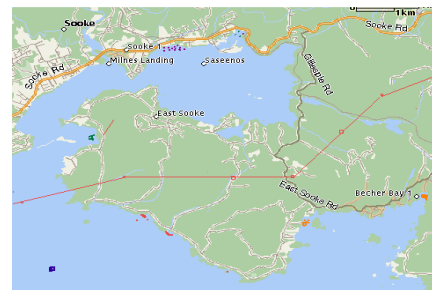 1km
Sooke
Sooke Rd
Sooke 1
Milnes Landing
Saseenos
Sooke Rd
Gillespie Rd
East Sooke
East Sooke Rd
Becher Bay 1